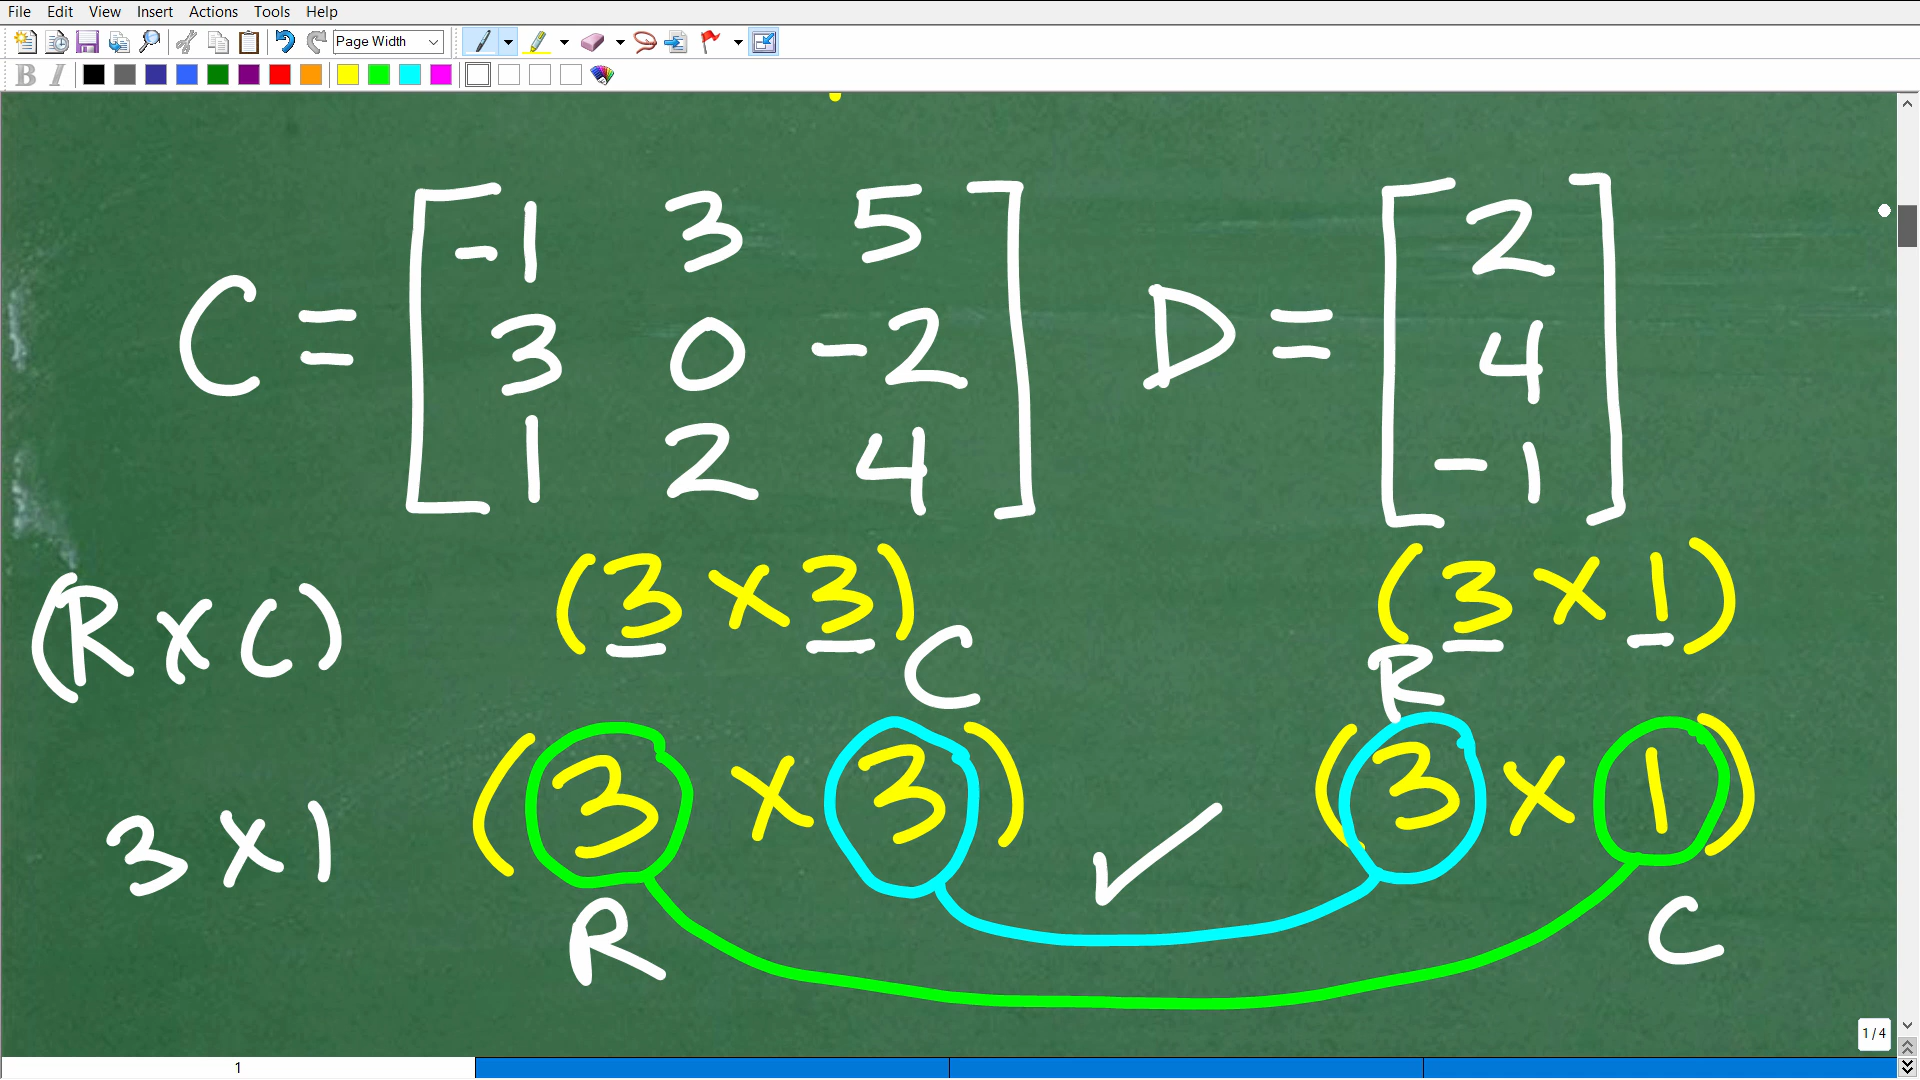 File Edit View Insert Actions Tools Help
Page Width
B I
C = [ -1 3 5 D = [ 2
3 0 -2 4
1 2 4 ] -1 ]
(R x C) (3 x 3) (3 x 1)
C R
3 x 1 (3 x 3) ✓ (3 x 1)
R C
1 / 4
1